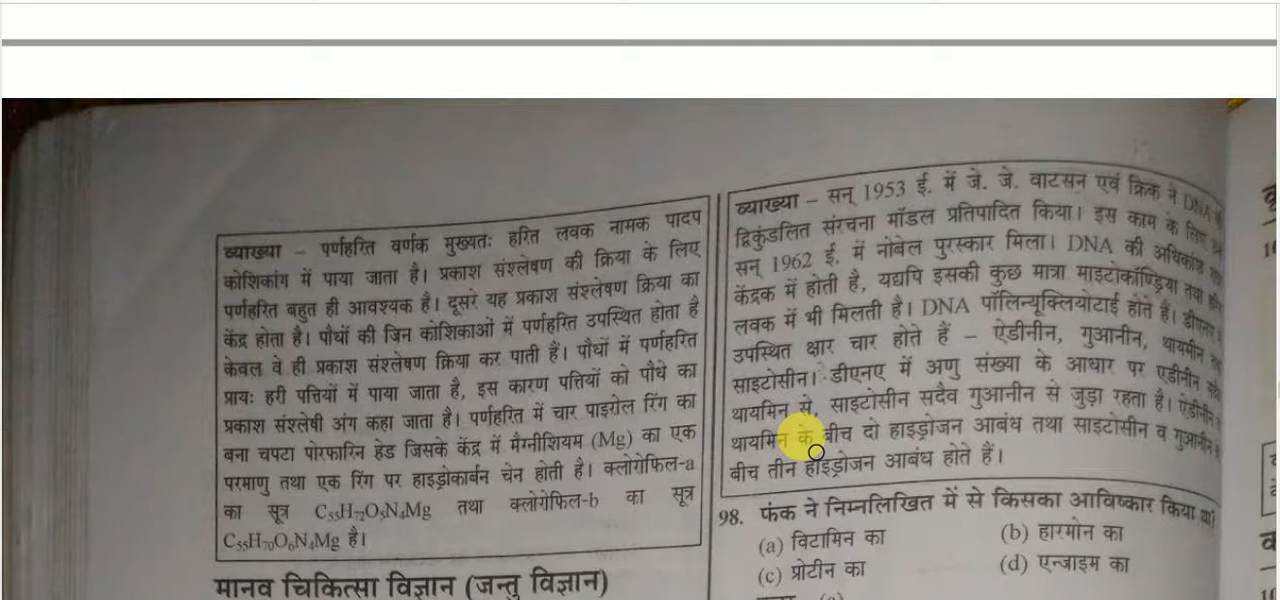 व्याख्या – पर्णहरित वर्णक मुख्यतः हरित लवक नामक पादप
कोशिकांग में पाया जाता है। प्रकाश संश्लेषण की क्रिया के लिए
पर्णहरित बहुत ही आवश्यक है। दूसरे यह प्रकाश संश्लेषण क्रिया का
केंद्र होता है। पौधों की जिन कोशिकाओं में पर्णहरित उपस्थित होता है
केवल वे ही प्रकाश संश्लेषण क्रिया कर पाती हैं। पौधों में पर्णहरित
प्रायः हरी पत्तियों में पाया जाता है, इस कारण पत्तियों को पौधे का
प्रकाश संश्लेषी अंग कहा जाता है। पर्णहरित में चार पाइरोल रिंग का
बना चपटा पोरफारिन हेड जिसके केंद्र में मैग्नीशियम (Mg) का एक
परमाणु तथा एक रिंग पर हाइड्रोकार्बन चेन होती है। क्लोरोफिल-a
का सूत्र C₅₅H₇₂O₅N₄Mg तथा क्लोरोफिल-b का सूत्र
C₅₅H₇₀O₆N₄Mg है।
मानव चिकित्सा विज्ञान (जन्तु विज्ञान)
व्याख्या – सन् 1953 ई. में जे. जे. वाटसन एवं क्रिक ने DNA
द्विकुंडलित संरचना मॉडल प्रतिपादित किया। इस काम के लिए
सन् 1962 ई. में नोबेल पुरस्कार मिला। DNA की अधिकांश
केंद्रक में होती है, यद्यपि इसकी कुछ मात्रा माइटोकॉण्ड्रिया तथा
लवक में भी मिलती है। DNA पॉलिन्यूक्लियोटाई होते हैं। डीएनए
उपस्थित क्षार चार होते हैं – ऐडीनीन, गुआनीन, थायमीन
साइटोसीन। डीएनए में अणु संख्या के आधार पर एडीनीन
थायमिन से, साइटोसीन सदैव गुआनीन से जुड़ा रहता है। ऐडीनीन
थायमिन के बीच दो हाइड्रोजन आबंध तथा साइटोसीन व गुआनीन
बीच तीन हाइड्रोजन आबंध होते हैं।
98. फंक ने निम्नलिखित में से किसका आविष्कार किया था?
(a) विटामिन का (b) हारमोन का
(c) प्रोटीन का (d) एन्जाइम का